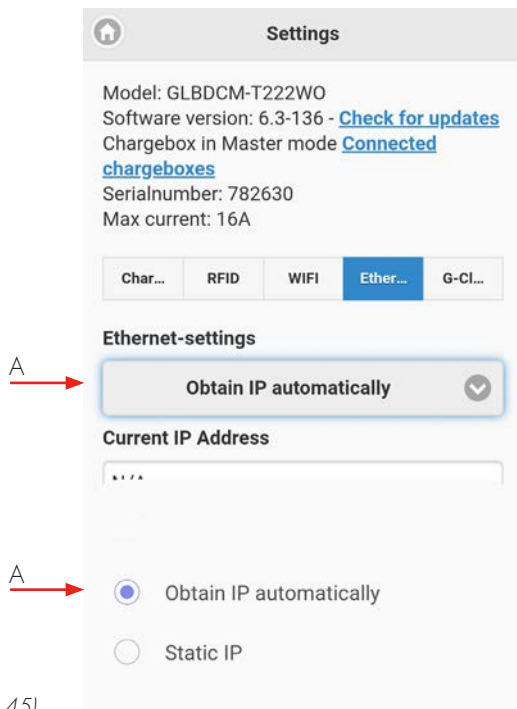 Settings
Model: GLBDCM-T222WO
Software version: 6.3-136 - Check for updates
Chargebox in Master mode Connected
chargeboxes
Serialnumber: 782630
Max current: 16A
Char... RFID WIFI Ether... G-Cl...
Ethernet-settings
A
Obtain IP automatically
Current IP Address
A
Obtain IP automatically
Static IP
45)